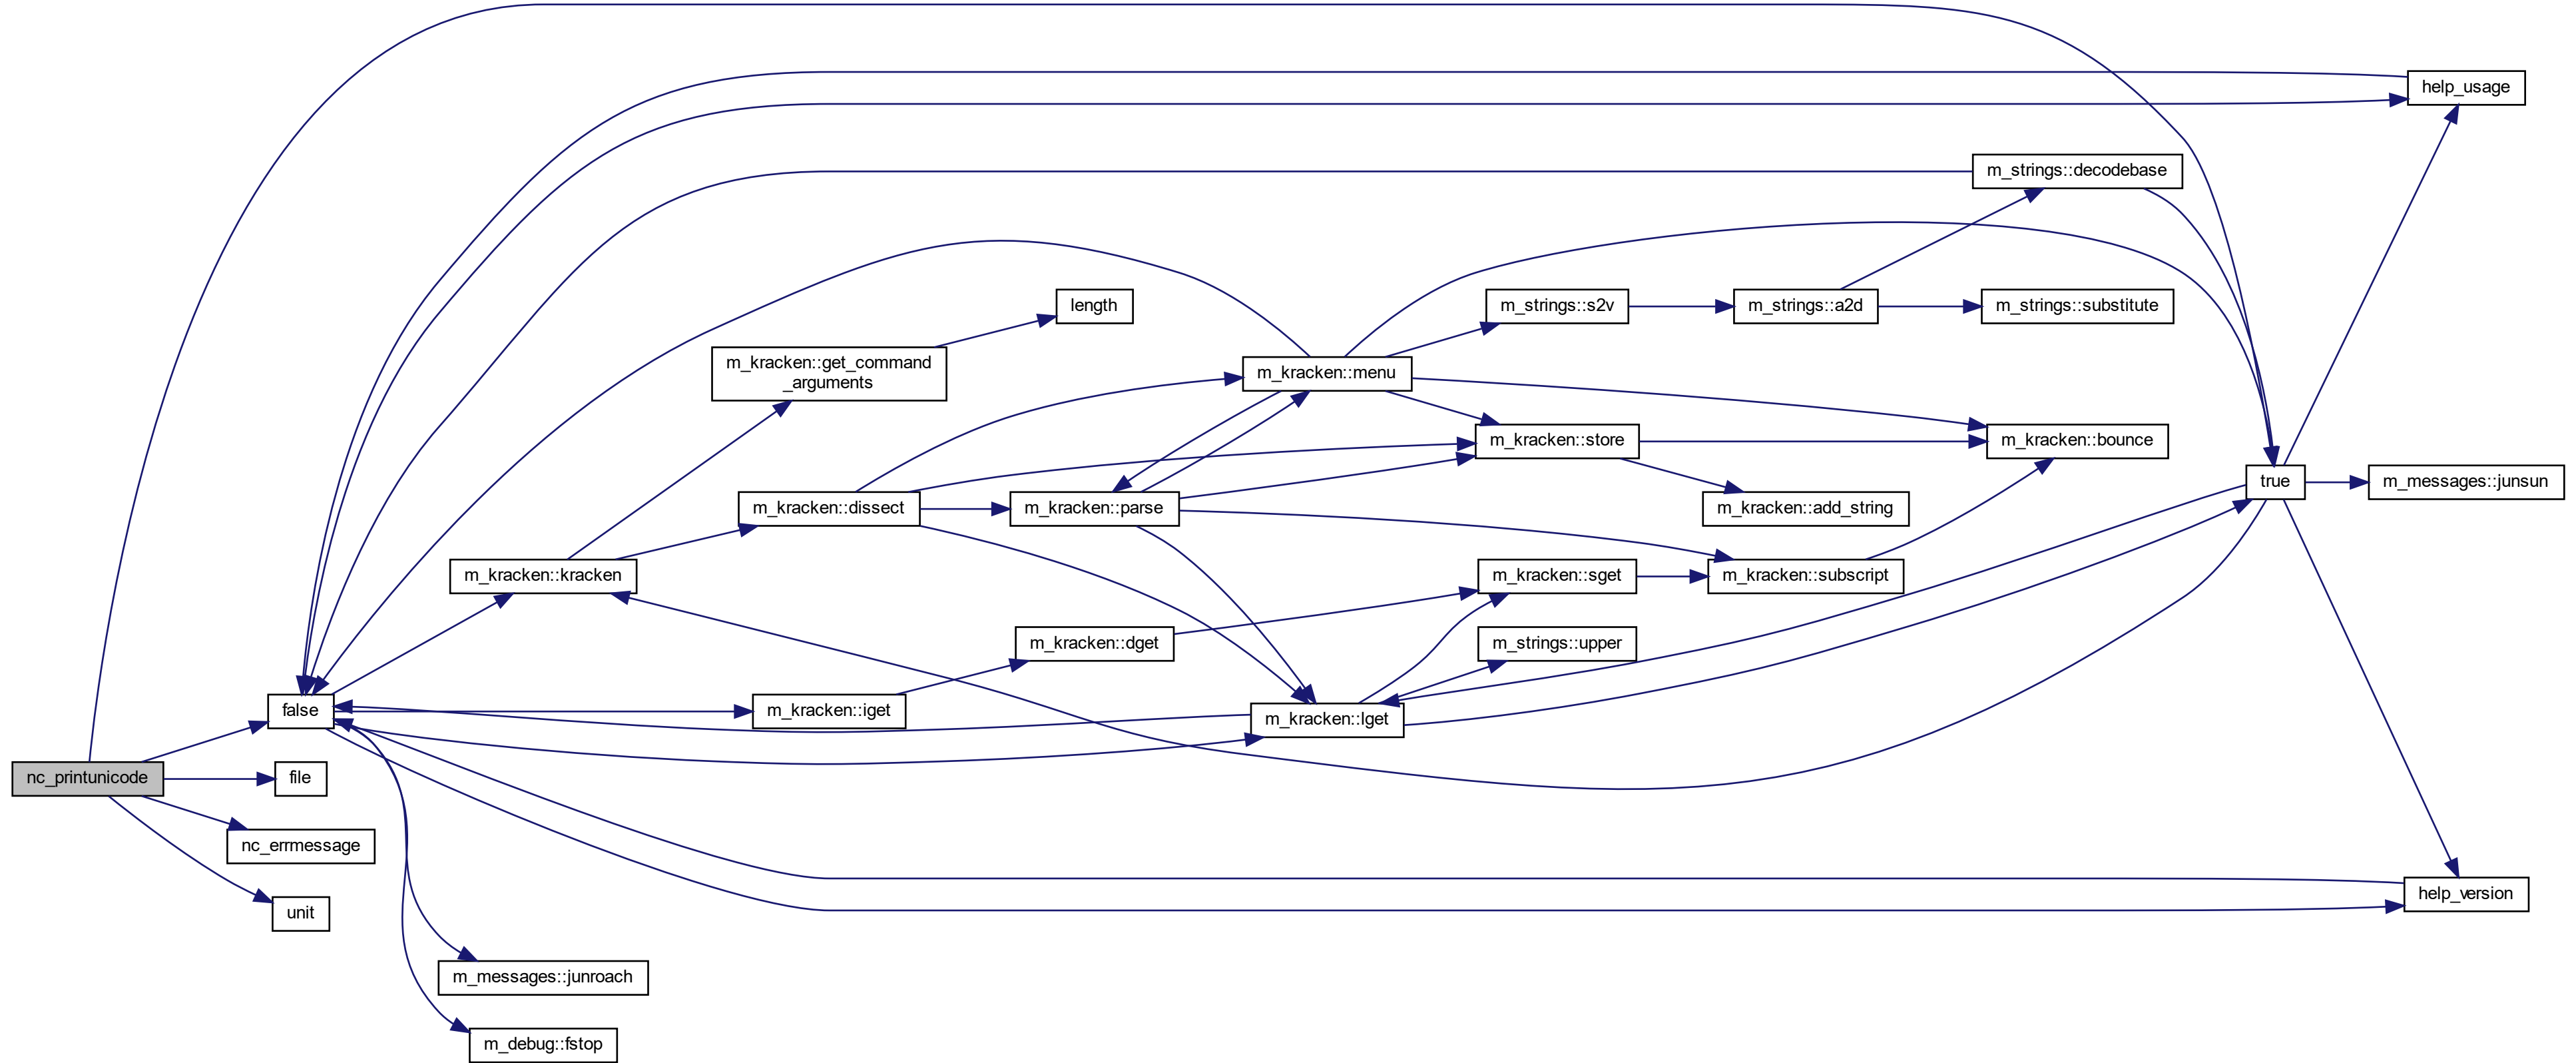 help_usage
m_strings::decodebase
length
m_strings::s2v
m_strings::a2d
m_strings::substitute
m_kracken::get_command
_arguments
m_kracken::menu
m_kracken::store
m_kracken::bounce
true
m_messages::junsun
m_kracken::dissect
m_kracken::parse
m_kracken::add_string
m_kracken::kracken
m_kracken::sget
m_kracken::subscript
m_kracken::dget
m_strings::upper
false
m_kracken::iget
m_kracken::lget
nc_printunicode
file
nc_errmessage
help_version
unit
m_messages::junroach
m_debug::fstop